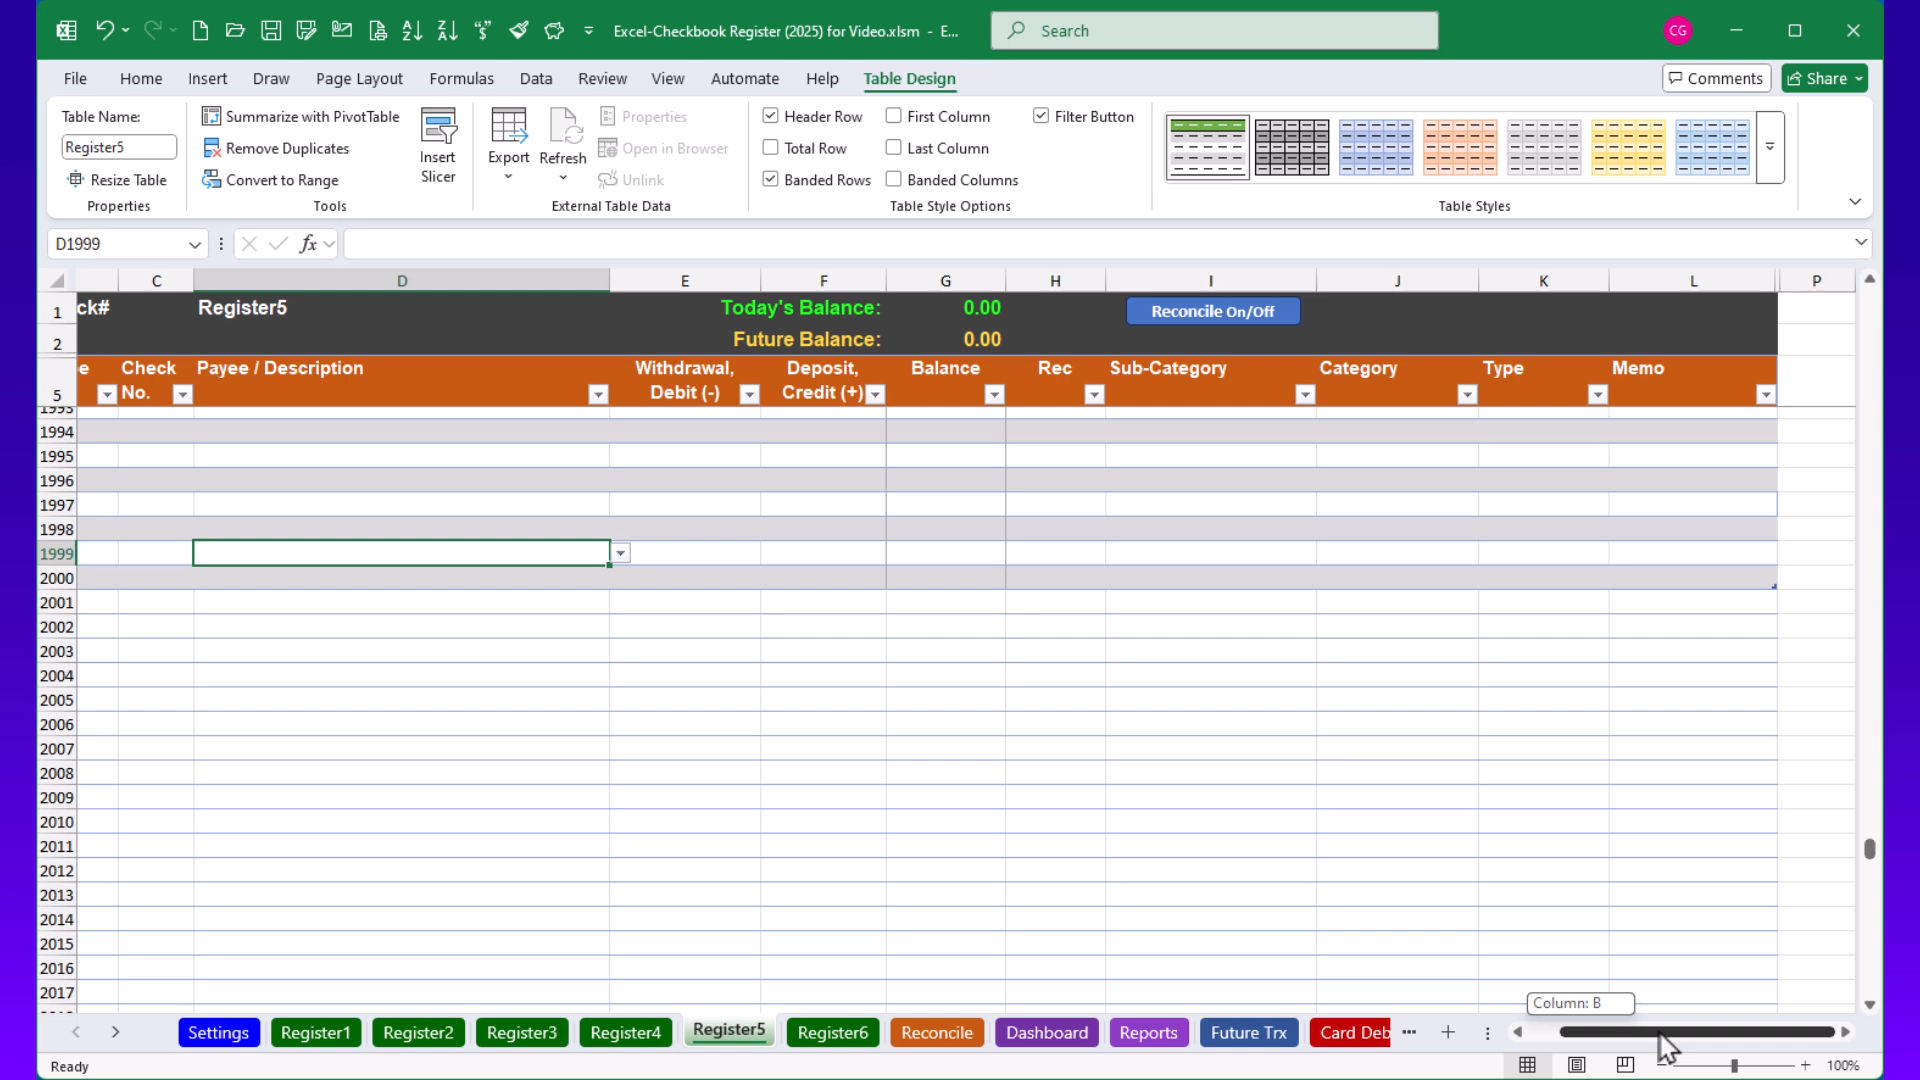 Excel-Checkbook Register (2025) for Video.xlsm - E...
Search
CG
File Home Insert Draw Page Layout Formulas Data Review View Automate Help Table Design
Comments
Share
Table Name:
Register5
Resize Table
Properties
Summarize with PivotTable
Remove Duplicates
Convert to Range
Tools
Insert
Slicer
Export
Refresh
Properties
Open in Browser
Unlink
External Table Data
Header Row
Total Row
Banded Rows
First Column
Last Column
Banded Columns
Filter Button
Table Style Options
Table Styles
D1999
fx
C D E F G H I J K L P
1 ck# Register5 Today's Balance: 0.00 Reconcile On/Off
2 Future Balance: 0.00
e Check Payee / Description Withdrawal, Deposit, Balance Rec Sub-Category Category Type Memo
5 No. Debit (-) Credit (+)
1993
1994
1995
1996
1997
1998
1999
2000
2001
2002
2003
2004
2005
2006
2007
2008
2009
2010
2011
2012
2013
2014
2015
2016
2017
Column: B
Settings Register1 Register2 Register3 Register4 Register5 Register6 Reconcile Dashboard Reports Future Trx Card Deb
Ready
100%